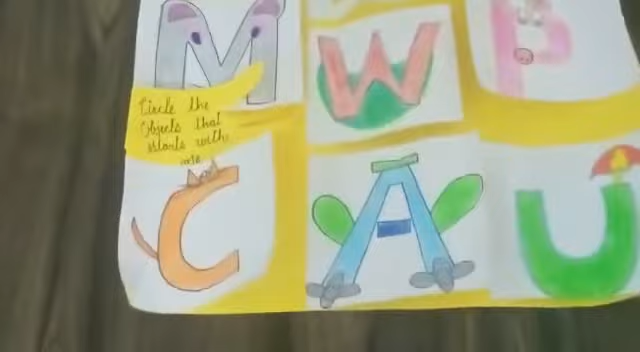 M W P
Circle the
Objects that
starts with
me
C A U